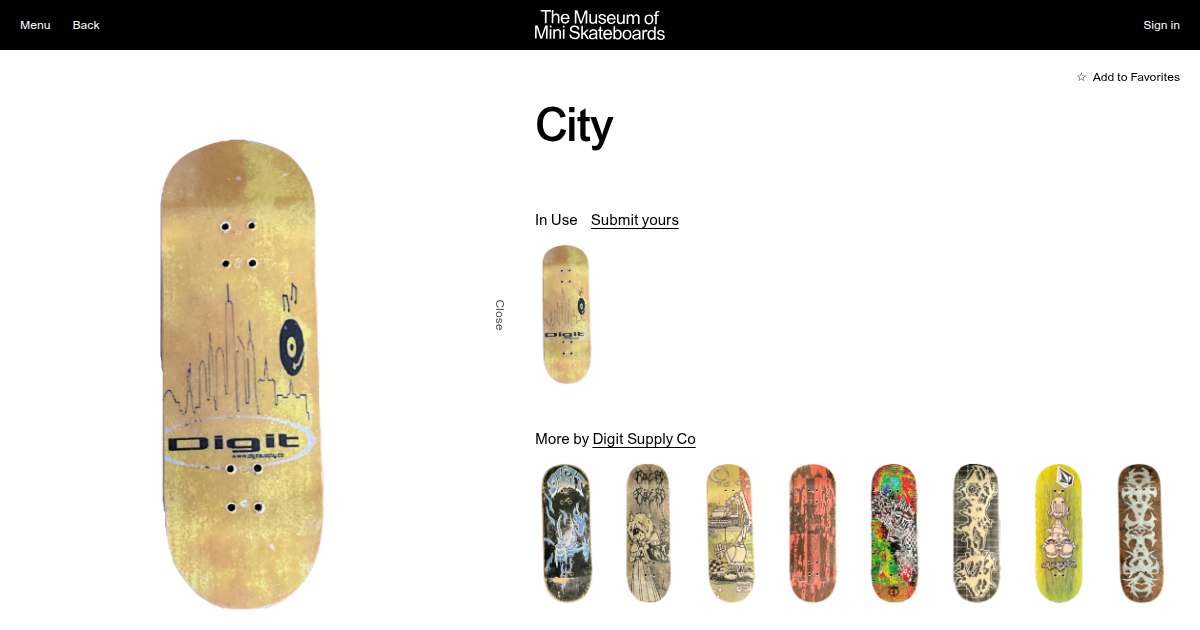 Menu
Back
The Museum of
Mini Skateboards
Sign in
☆ Add to Favorites
City
In Use Submit yours
Close
Digit
More by Digit Supply Co